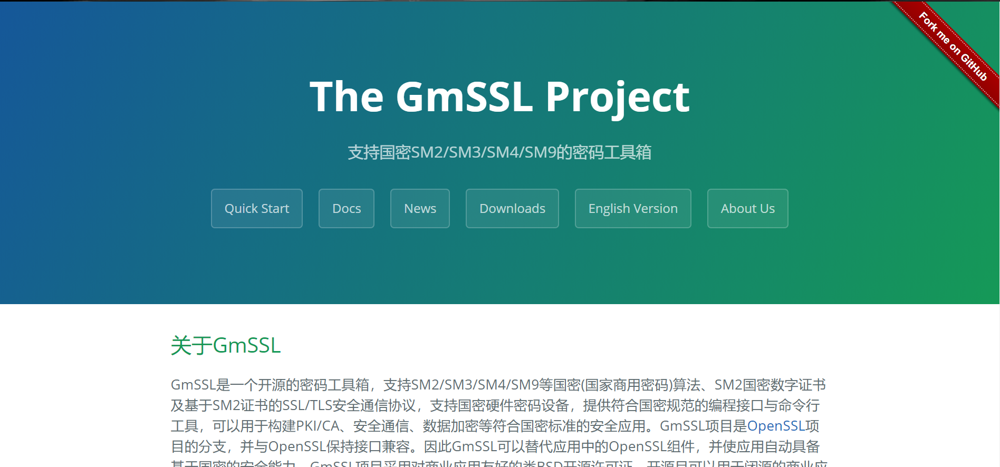 Fork me on GitHub
The GmSSL Project
支持国密SM2/SM3/SM4/SM9的密码工具箱
Quick Start Docs News Downloads English Version About Us
关于GmSSL
GmSSL是一个开源的密码工具箱，支持SM2/SM3/SM4/SM9等国密(国家商用密码)算法、SM2国密数字证书
及基于SM2证书的SSL/TLS安全通信协议，支持国密硬件密码设备，提供符合国密规范的编程接口与命令行
工具，可以用于构建PKI/CA、安全通信、数据加密等符合国密标准的安全应用。GmSSL项目是OpenSSL项
目的分支，并与OpenSSL保持接口兼容。因此GmSSL可以替代应用中的OpenSSL组件，并使应用自动具备
基于国密的安全能力。GmSSL项目采用对商业应用友好的类BSD开源许可证，开源且可以用于闭源的商业应